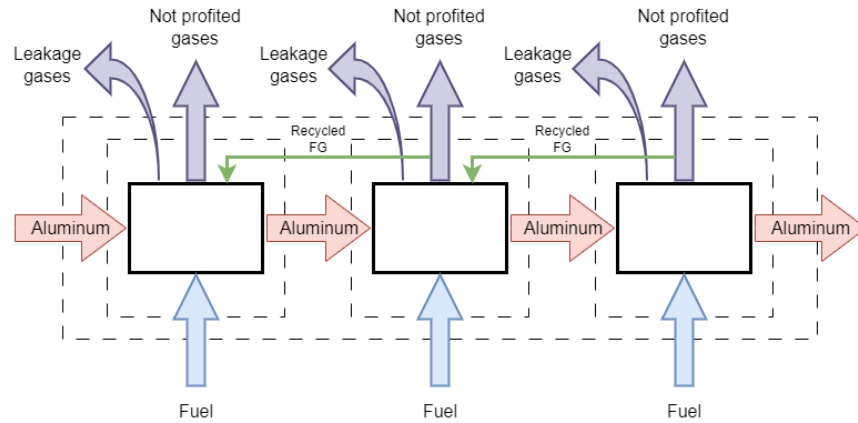 Not profited
gases
Leakage
gases
Not profited
gases
Leakage
gases
Not profited
gases
Leakage
gases
Recycled
FG
Recycled
FG
Aluminum
Aluminum
Aluminum
Aluminum
Fuel
Fuel
Fuel